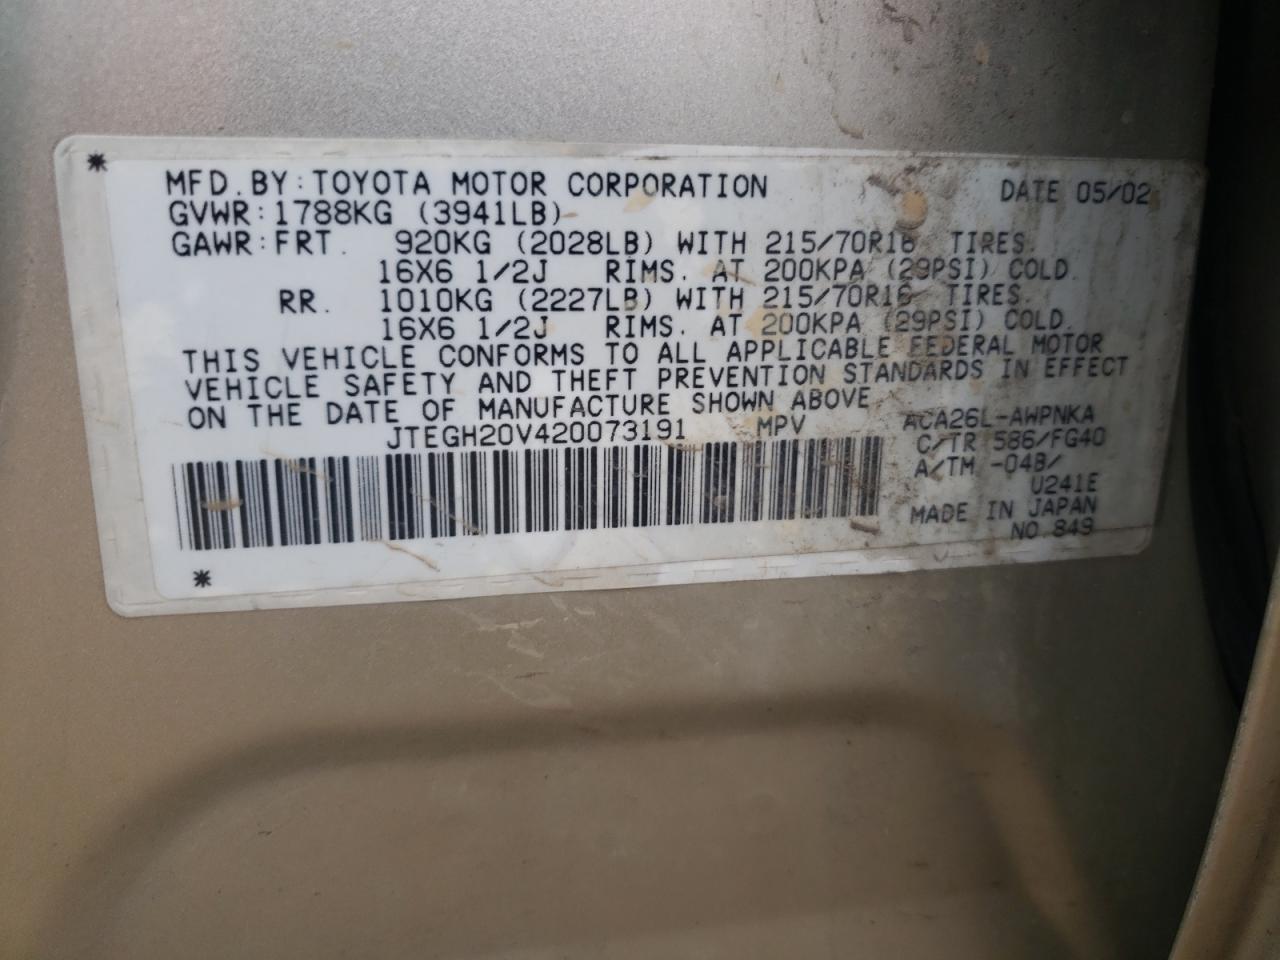 MFD. BY: TOYOTA MOTOR CORPORATION DATE 05/02
GVWR: 1788KG (3941LB)
GAWR: FRT. 920KG (2028LB) WITH 215/70R16 TIRES.
16X6 1/2J RIMS. AT 200KPA (29PSI) COLD.
RR. 1010KG (2227LB) WITH 215/70R16 TIRES.
16X6 1/2J RIMS. AT 200KPA (29PSI) COLD.
THIS VEHICLE CONFORMS TO ALL APPLICABLE FEDERAL MOTOR
VEHICLE SAFETY AND THEFT PREVENTION STANDARDS IN EFFECT
ON THE DATE OF MANUFACTURE SHOWN ABOVE
JTEGH20V420073191 MPV ACA26L-AWPNKA
C/TR 586/FG40
A/TM -04B/
U241E
MADE IN JAPAN
NO.849